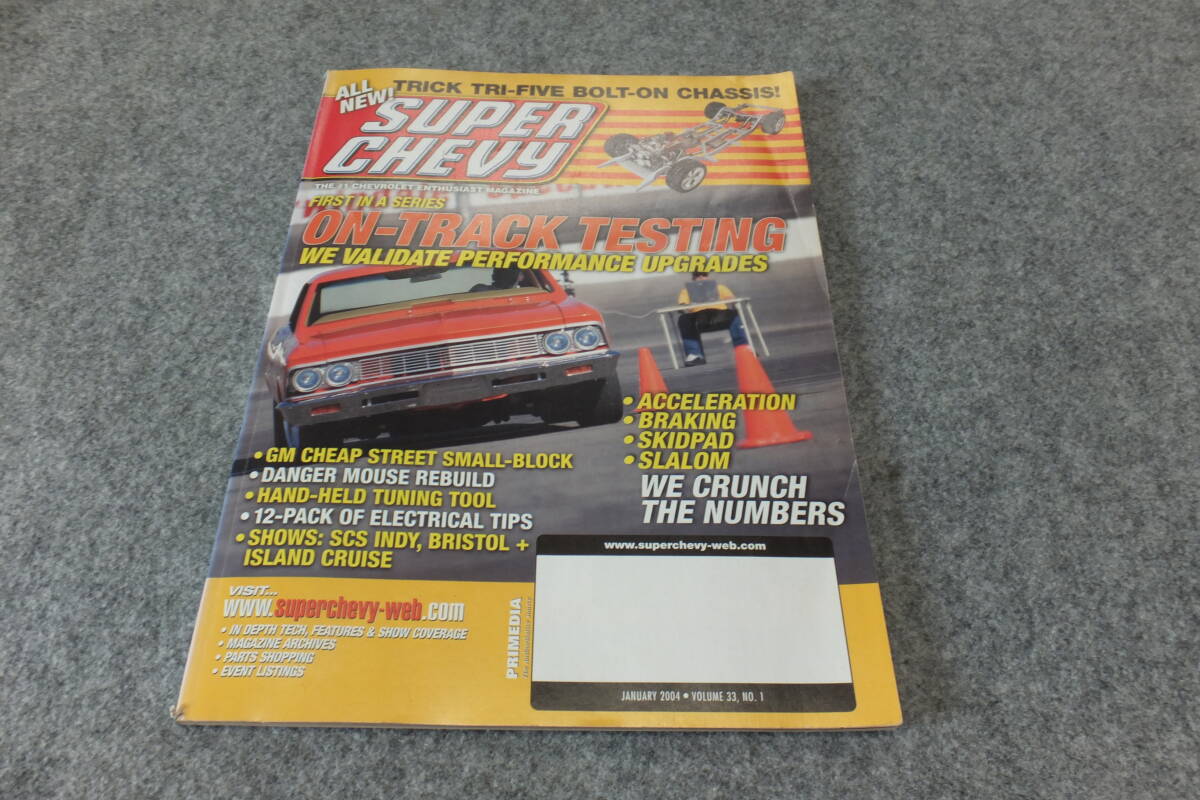 ALL NEW!
TRICK TRI-FIVE BOLT-ON CHASSIS!
SUPER
CHEVY
THE #1 CHEVROLET ENTHUSIAST MAGAZINE
FIRST IN A SERIES
ON-TRACK TESTING
WE VALIDATE PERFORMANCE UPGRADES
• ACCELERATION
• BRAKING
• SKIDPAD
• SLALOM
WE CRUNCH
THE NUMBERS
• GM CHEAP STREET SMALL-BLOCK
• DANGER MOUSE REBUILD
• HAND-HELD TUNING TOOL
• 12-PACK OF ELECTRICAL TIPS
• SHOWS: SCS INDY, BRISTOL +
ISLAND CRUISE
VISIT...
www.superchevy-web.com
• IN DEPTH TECH, FEATURES & SHOW COVERAGE
• MAGAZINE ARCHIVES
• PARTS SHOPPING
• EVENT LISTINGS
PRIMEDIA
www.superchevy-web.com
JANUARY 2004 • VOLUME 33, NO. 1